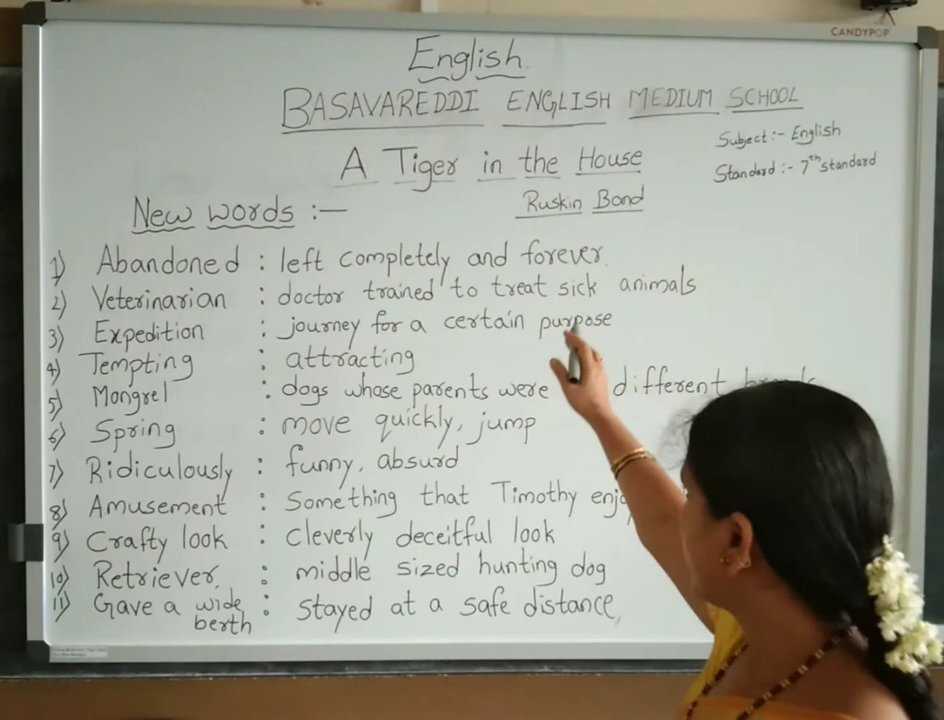 CANDYPOP
English
BASAVAREDDI ENGLISH MEDIUM SCHOOL
Subject :- English
Standard :- 7th standard
A Tiger in the House
Ruskin Bond
New words :-
1) Abandoned : left completely and forever.
2) Veterinarian : doctor trained to treat sick animals
3) Expedition : journey for a certain purpose
4) Tempting : attracting
5) Mongrel : dogs whose parents were different
6) Spring : move quickly, jump
7) Ridiculously : funny, absurd
8) Amusement : Something that Timothy
9) Crafty look : cleverly deceitful look
10) Retriever. : middle sized hunting dog
11) Gave a wide : Stayed at a safe distance,
berth